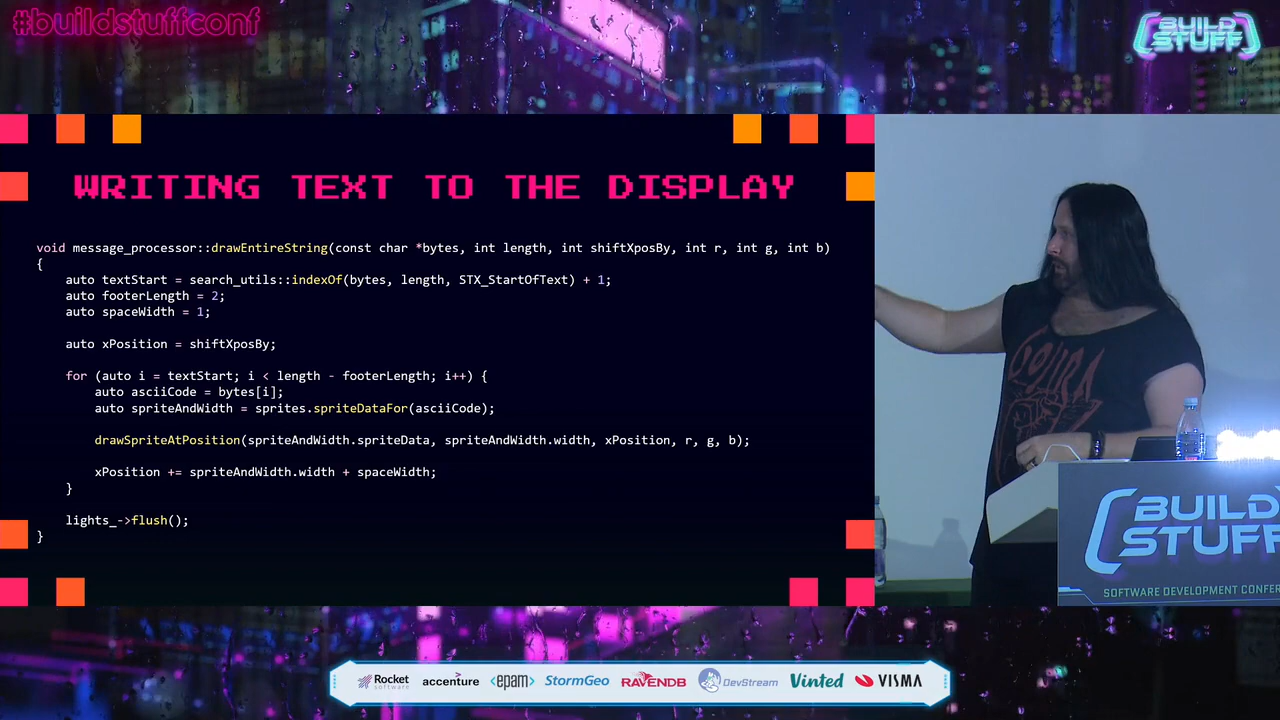 #buildstuffconf
BUILD
STUFF
WRITING TEXT TO THE DISPLAY
void message_processor::drawEntireString(const char *bytes, int length, int shiftXposBy, int r, int g, int b)
{
    auto textStart = search_utils::indexOf(bytes, length, STX_StartOfText) + 1;
    auto footerLength = 2;
    auto spaceWidth = 1;
    auto xPosition = shiftXposBy;
    for (auto i = textStart; i < length - footerLength; i++) {
        auto asciiCode = bytes[i];
        auto spriteAndWidth = sprites.spriteDataFor(asciiCode);
        drawSpriteAtPosition(spriteAndWidth.spriteData, spriteAndWidth.width, xPosition, r, g, b);
        xPosition += spriteAndWidth.width + spaceWidth;
    }
    lights_->flush();
}
GOJIRA
BUILD
STUFF
SOFTWARE DEVELOPMENT CONFER
Rocket software
accenture
<epam>
StormGeo
RAVENDB
DevStream
Vinted
VISMA